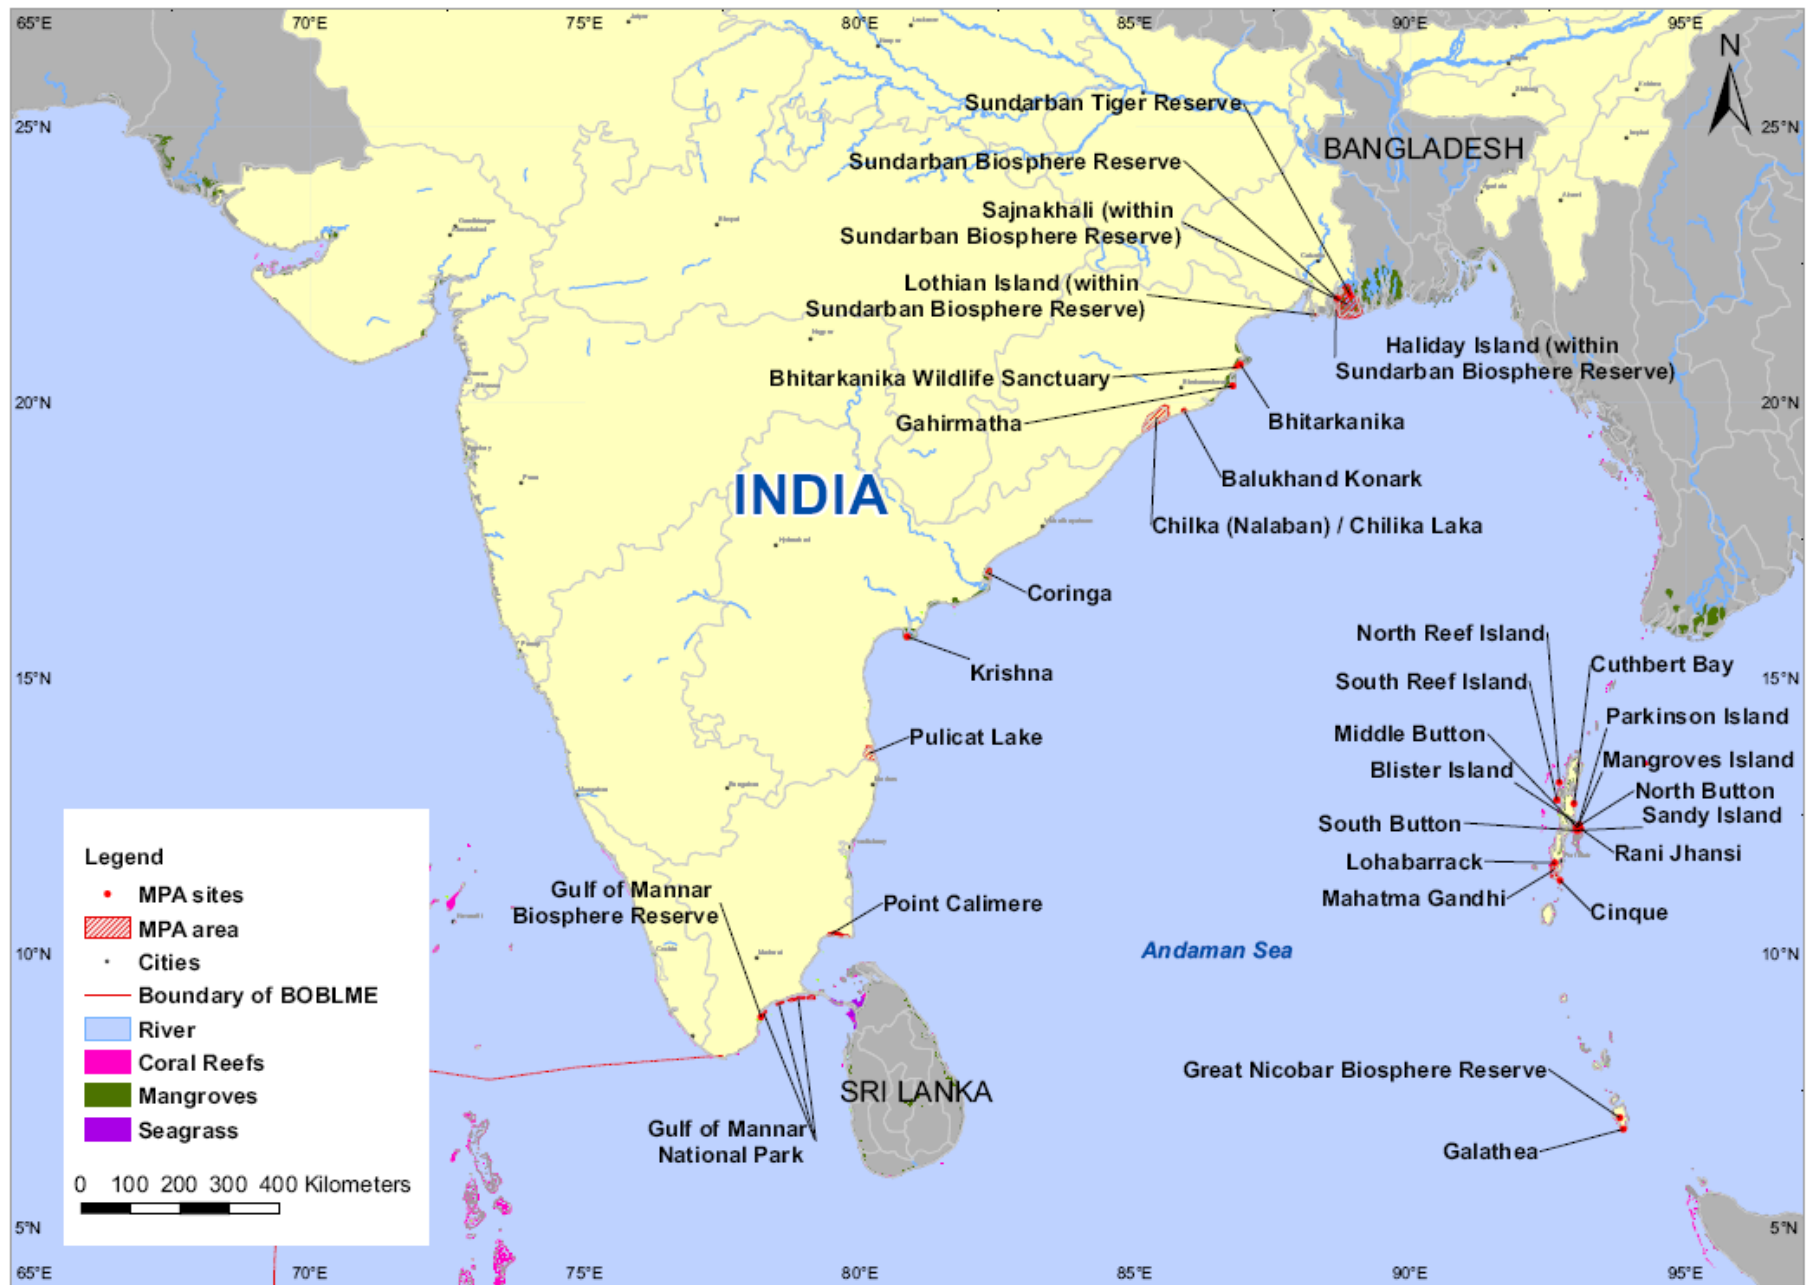 65°E 70°E 75°E 80°E 85°E 90°E 95°E
N
Sundarban Tiger Reserve
25°N
25°N
BANGLADESH
Sundarban Biosphere Reserve
Sajnakhali (within
Sundarban Biosphere Reserve)
Lothian Island (within
Sundarban Biosphere Reserve)
Haliday Island (within
Sundarban Biosphere Reserve)
Bhitarkanika Wildlife Sanctuary
20°N
20°N
Gahirmatha
Bhitarkanika
Balukhand Konark
INDIA
Chilka (Nalaban) / Chilika Laka
Coringa
North Reef Island
Cuthbert Bay
Krishna
15°N
15°N
South Reef Island
Parkinson Island
Middle Button
Pulicat Lake
Mangroves Island
Blister Island
North Button
Sandy Island
South Button
Rani Jhansi
Lohabarrack
Mahatma Gandhi
Cinque
Gulf of Mannar
Biosphere Reserve
Point Calimere
Andaman Sea
10°N
10°N
Great Nicobar Biosphere Reserve
SRI LANKA
Gulf of Mannar
National Park
Galathea
Legend
MPA sites
MPA area
Cities
Boundary of BOBLME
River
Coral Reefs
Mangroves
Seagrass
0 100 200 300 400 Kilometers
5°N
5°N
65°E 70°E 75°E 80°E 85°E 90°E 95°E